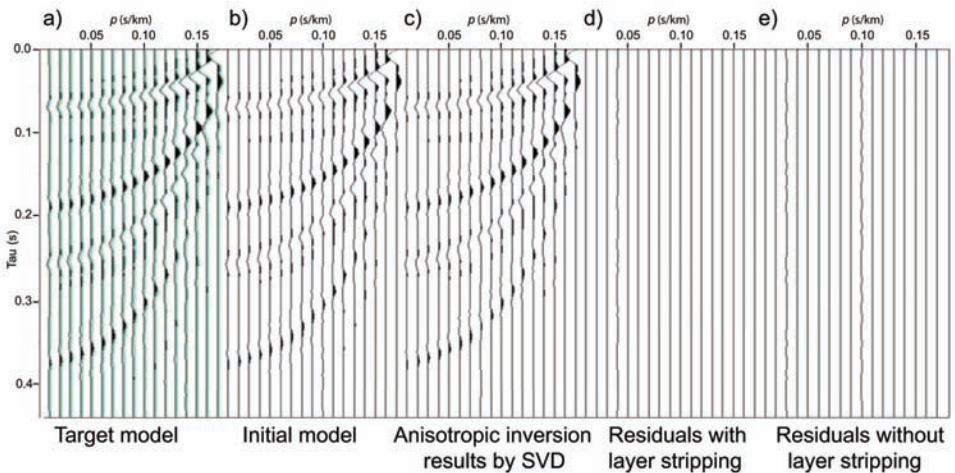 a) b) c) d) e)
p (s/km) p (s/km) p (s/km) p (s/km) p (s/km)
0.05 0.10 0.15 0.05 0.10 0.15 0.05 0.10 0.15 0.05 0.10 0.15 0.05 0.10 0.15
0.0
0.1
0.2
0.3
0.4
Tau (s)
Target model
Initial model
Anisotropic inversion
results by SVD
Residuals with
layer stripping
Residuals without
layer stripping